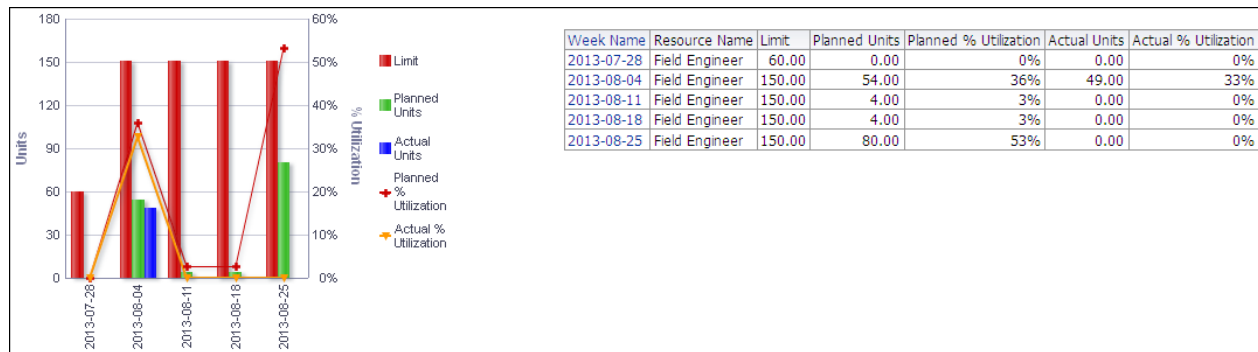 180
150
120
90
60
30
0
Units
60%
50%
40%
30%
20%
10%
0%
% Utilization
2013-07-28
2013-08-04
2013-08-11
2013-08-18
2013-08-25
Limit
Planned
Units
Actual
Units
Planned
%
Utilization
Actual %
Utilization
Week Name Resource Name Limit Planned Units Planned % Utilization Actual Units Actual % Utilization
2013-07-28 Field Engineer 60.00 0.00 0% 0.00 0%
2013-08-04 Field Engineer 150.00 54.00 36% 49.00 33%
2013-08-11 Field Engineer 150.00 4.00 3% 0.00 0%
2013-08-18 Field Engineer 150.00 4.00 3% 0.00 0%
2013-08-25 Field Engineer 150.00 80.00 53% 0.00 0%